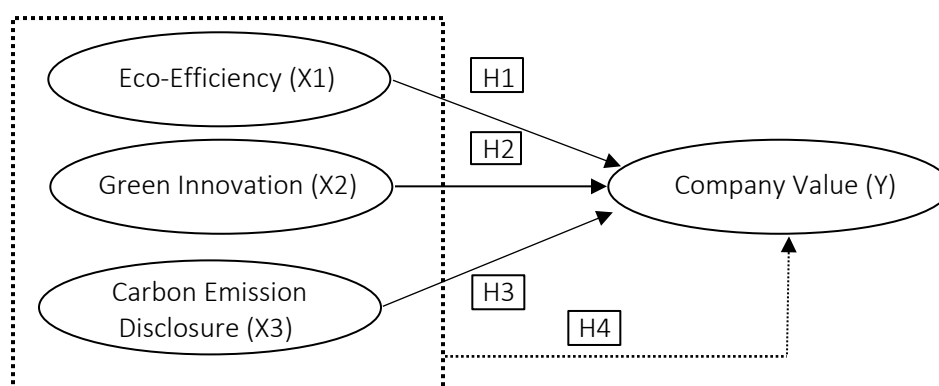 Eco-Efficiency (X1)
H1
H2
Green Innovation (X2)
Company Value (Y)
Carbon Emission
Disclosure (X3)
H3
H4